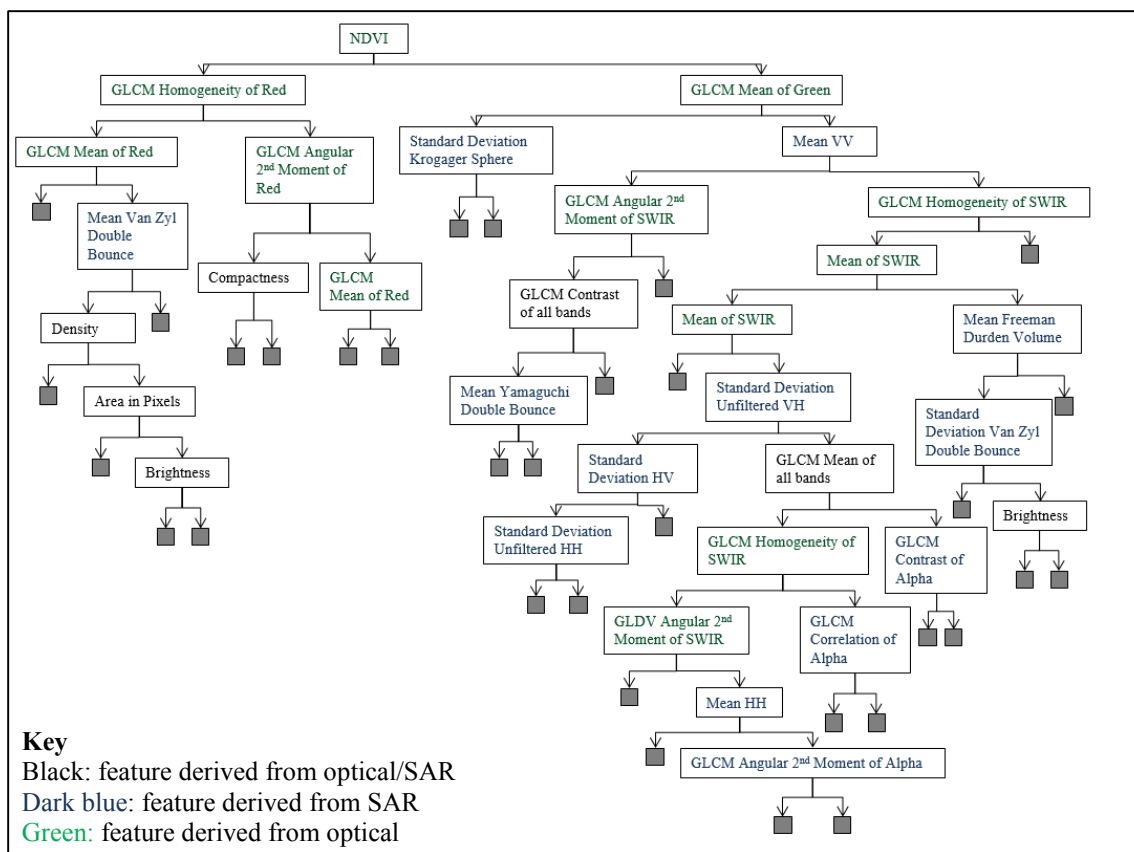 NDVI
GLCM Homogeneity of Red
GLCM Mean of Green
GLCM Mean of Red
GLCM Angular
2nd Moment of
Red
Standard Deviation
Krogager Sphere
Mean VV
Mean Van Zyl
Double
Bounce
GLCM Angular 2nd
Moment of SWIR
GLCM Homogeneity of SWIR
Compactness
GLCM
Mean of Red
Mean of SWIR
GLCM Contrast
of all bands
Density
Mean of SWIR
Mean Freeman
Durden Volume
Area in Pixels
Mean Yamaguchi
Double Bounce
Standard Deviation
Unfiltered VH
Standard
Deviation Van Zyl
Double Bounce
Brightness
Standard
Deviation HV
GLCM Mean of
all bands
Brightness
Standard Deviation
Unfiltered HH
GLCM Homogeneity of
SWIR
GLCM
Contrast of
Alpha
GLDV Angular 2nd
Moment of SWIR
GLCM
Correlation of
Alpha
Mean HH
GLCM Angular 2nd Moment of Alpha
Key
Black: feature derived from optical/SAR
Dark blue: feature derived from SAR
Green: feature derived from optical